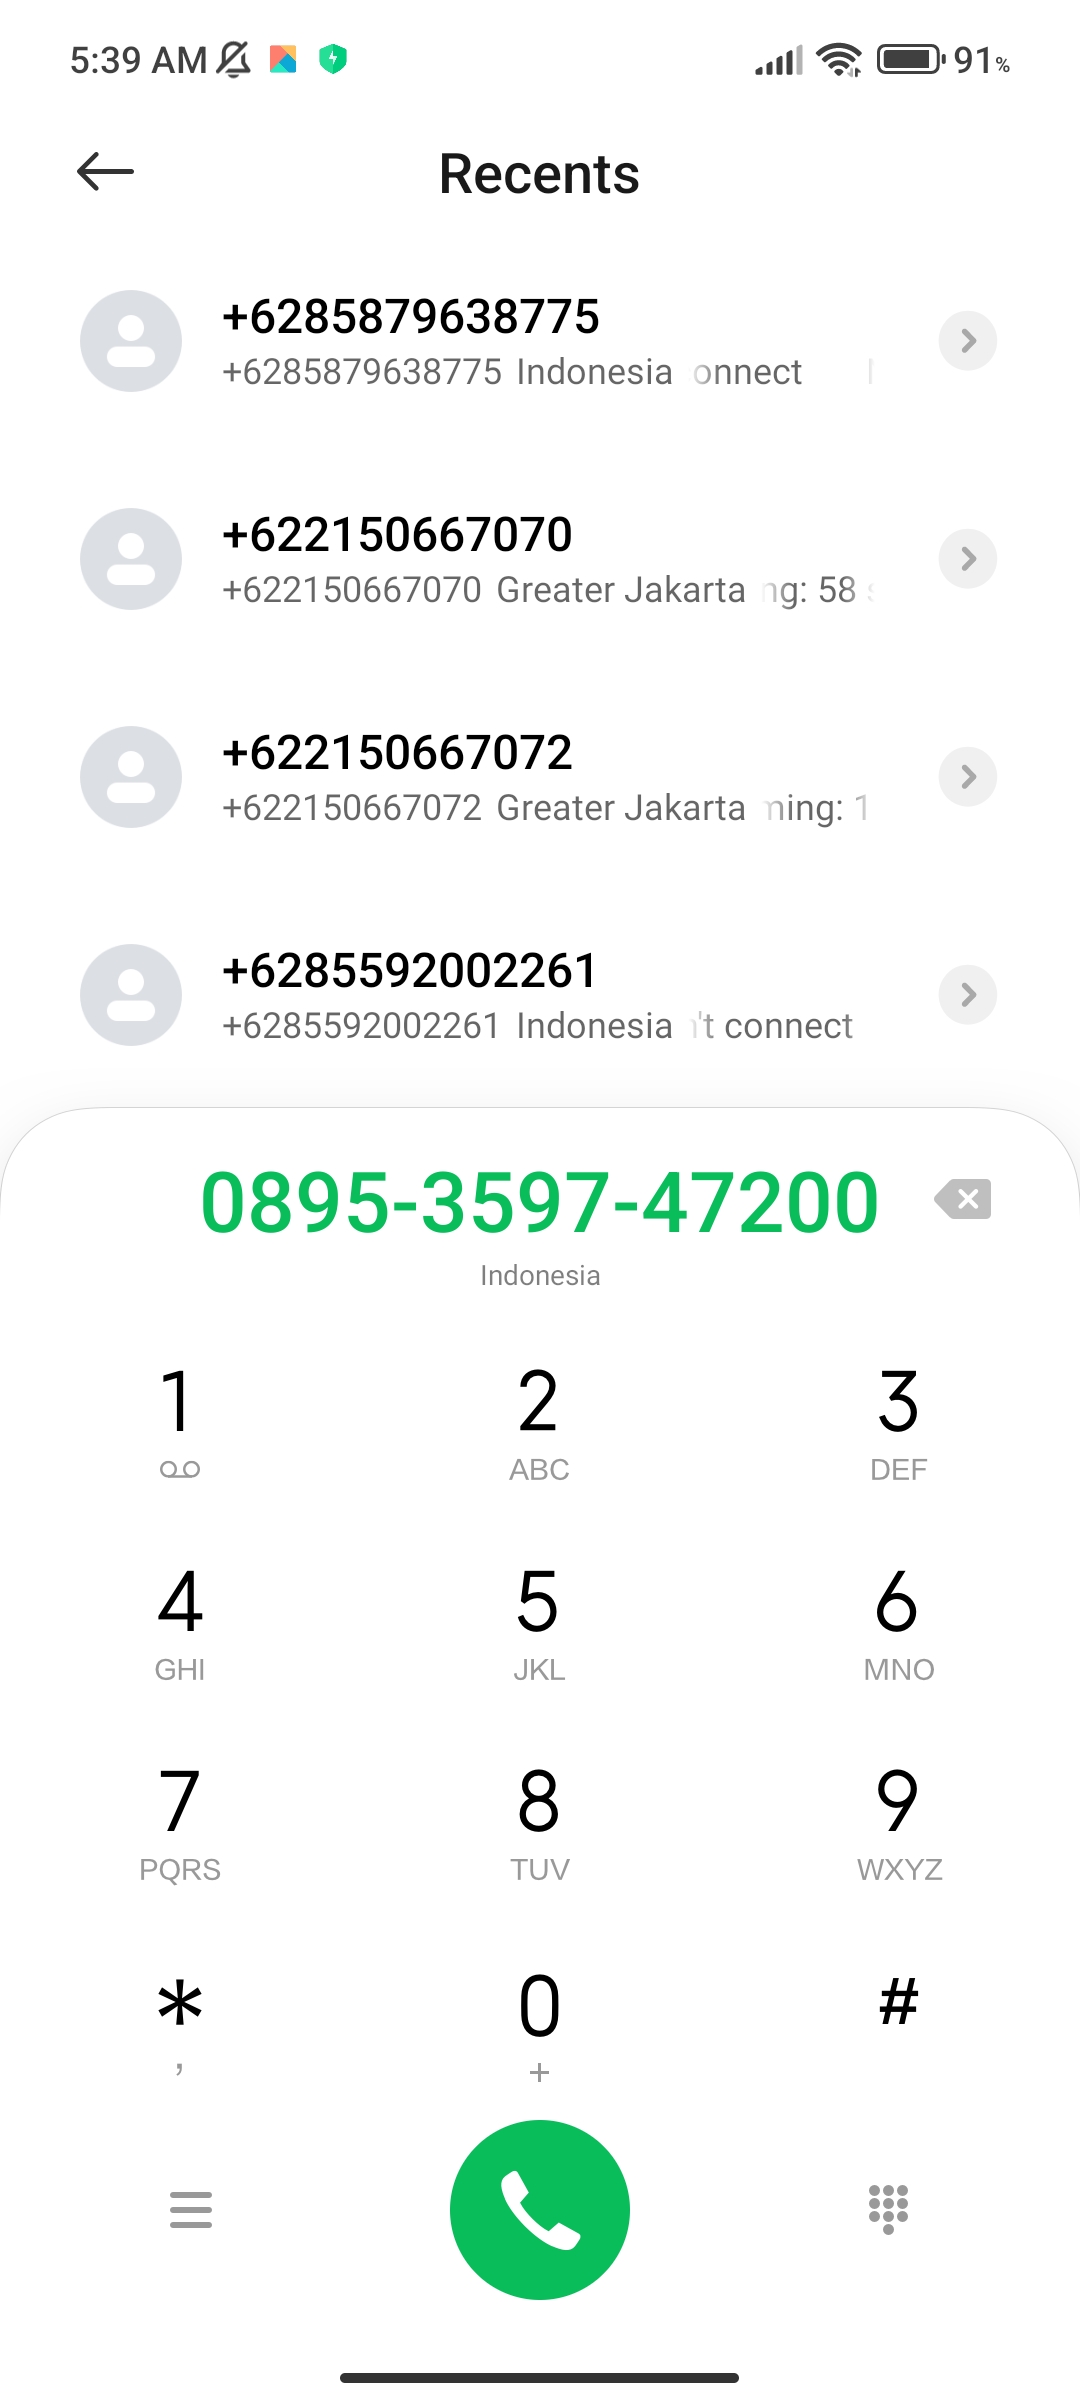 5:39 AM 91%
Recents
+6285879638775
+6285879638775 Indonesia onnect
+622150667070
+622150667070 Greater Jakarta ng: 58
+622150667072
+622150667072 Greater Jakarta ming: 1
+6285592002261
+6285592002261 Indonesia 't connect
0895-3597-47200
Indonesia
1 2 3
ABC DEF
4 5 6
GHI JKL MNO
7 8 9
PQRS TUV WXYZ
* 0 #
, +